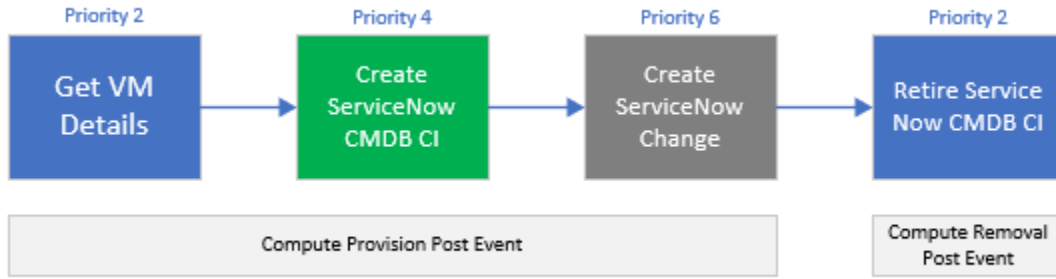 Priority 2
Priority 4
Priority 6
Priority 2
Get VM
Details
Create
ServiceNow
CMDB CI
Create
ServiceNow
Change
Retire Service
Now CMDB CI
Compute Provision Post Event
Compute Removal
Post Event